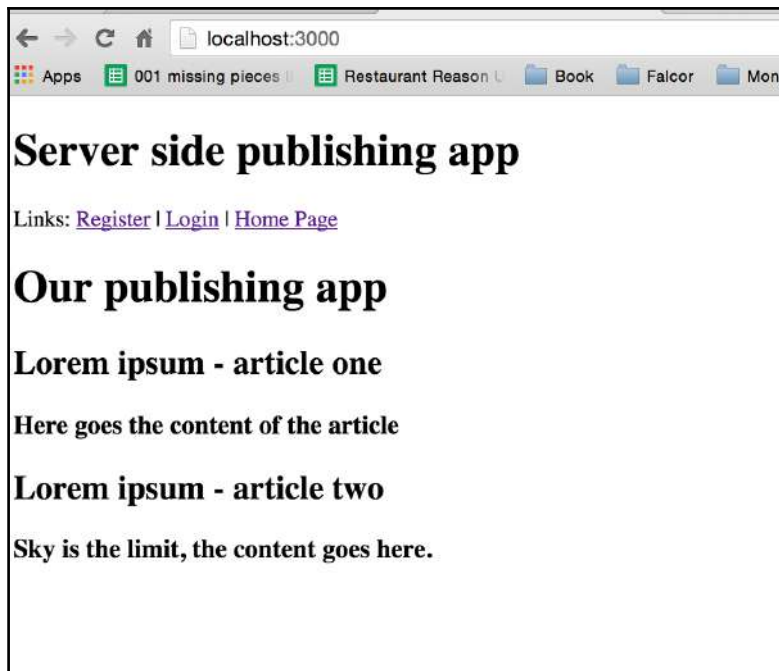 localhost:3000
Apps 001 missing pieces Restaurant Reason Book Falcor Mon
Server side publishing app
Links: Register | Login | Home Page
Our publishing app
Lorem ipsum - article one
Here goes the content of the article
Lorem ipsum - article two
Sky is the limit, the content goes here.